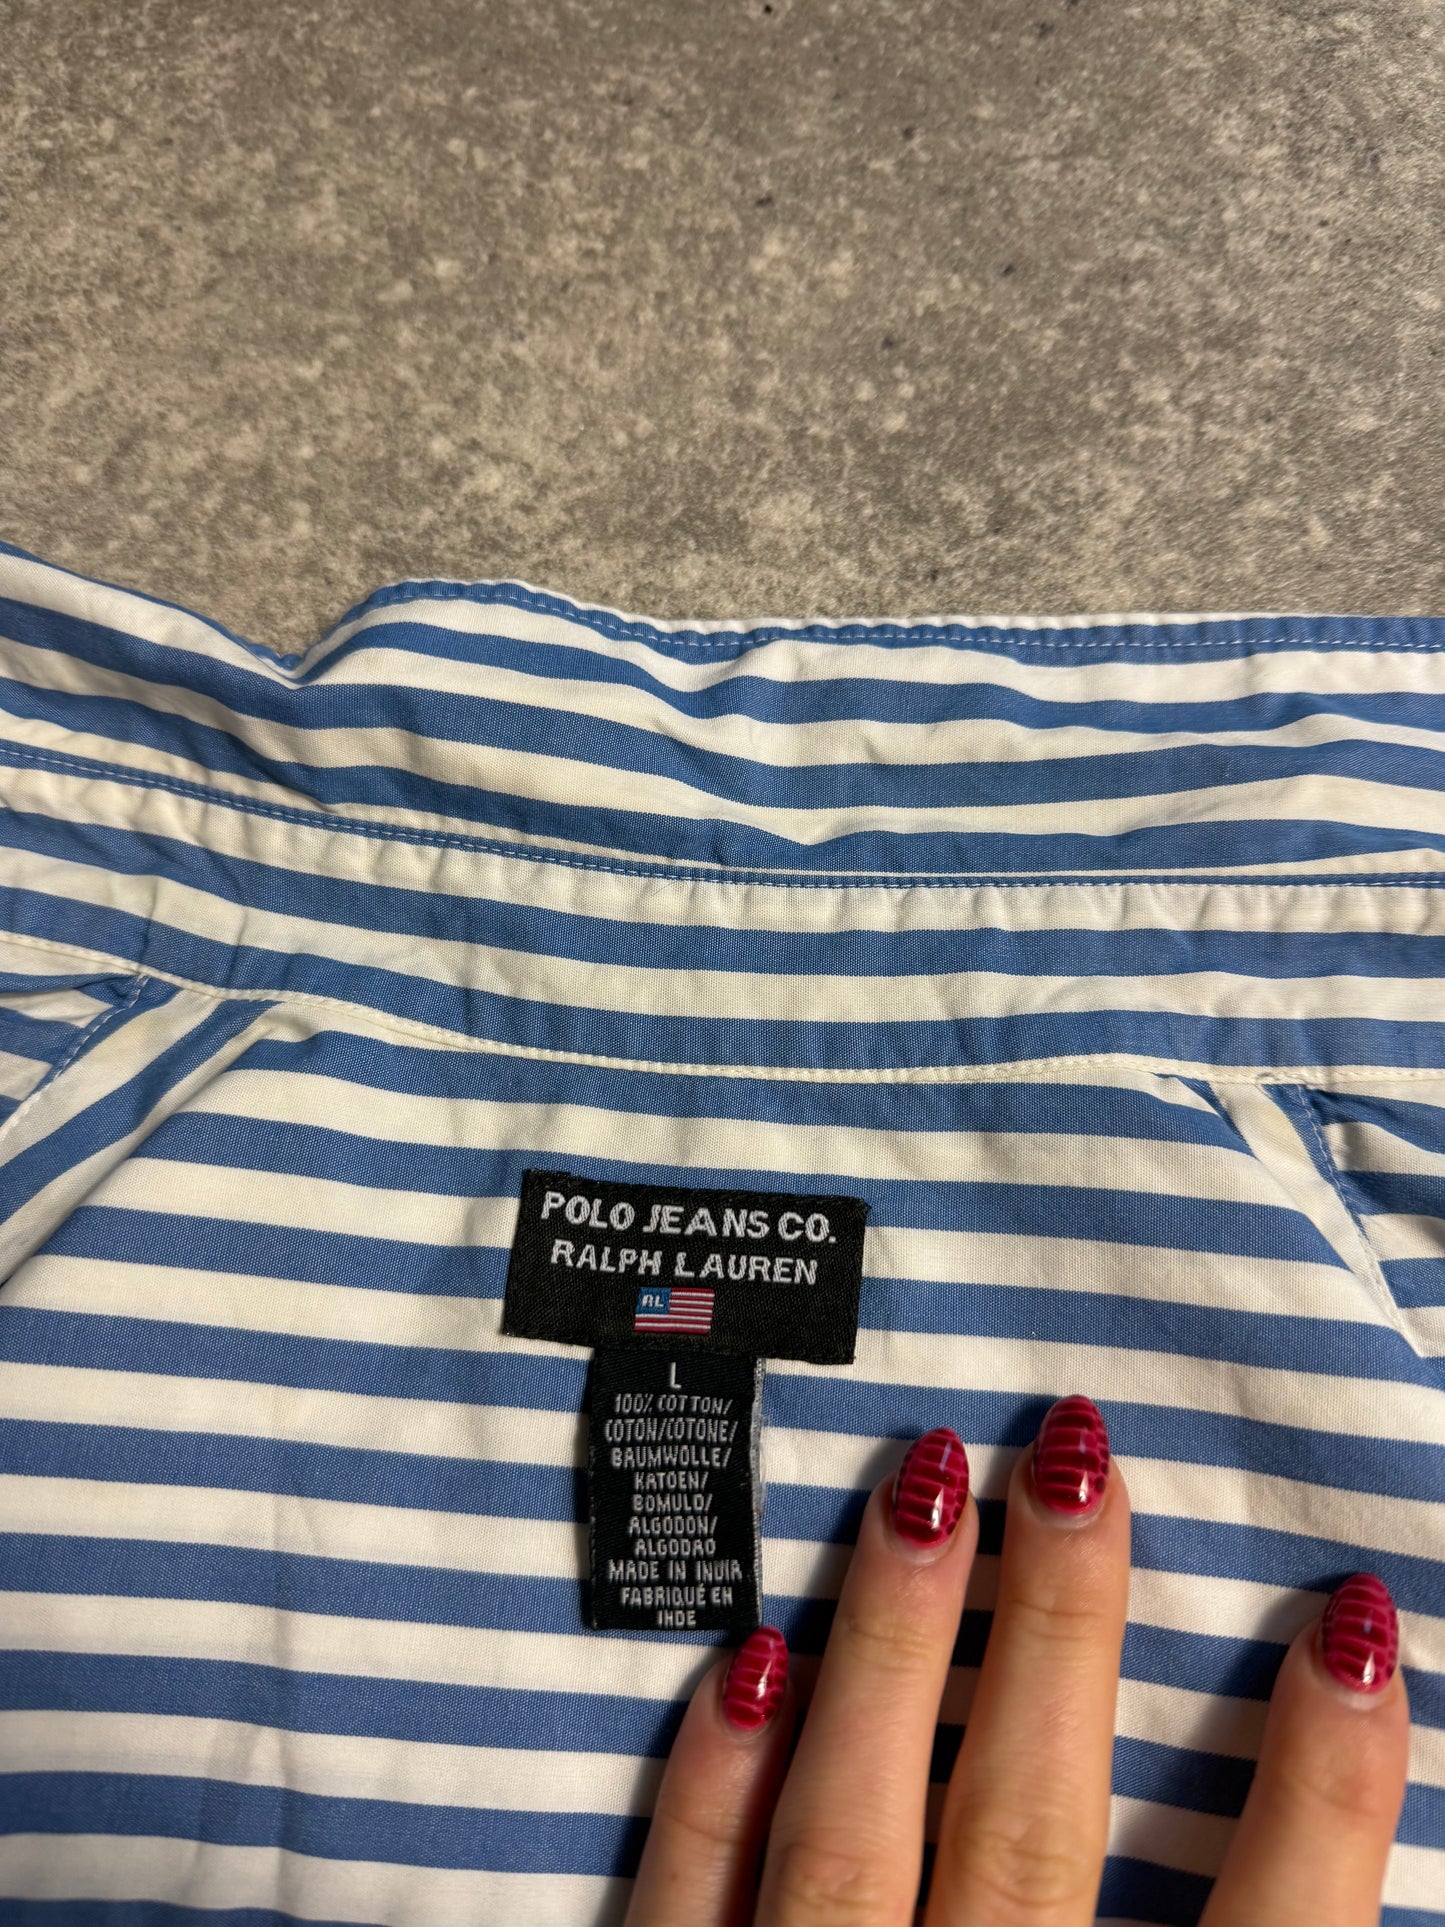 POLO JEANS CO.
RALPH LAUREN
RL
L
100% COTTON/
COTON/COTONE/
BAUMWOLLE/
KATOEN/
BOMULD/
ALGODON/
ALGODAO
MADE IN INDIA
FABRIQUÉ EN
INDE